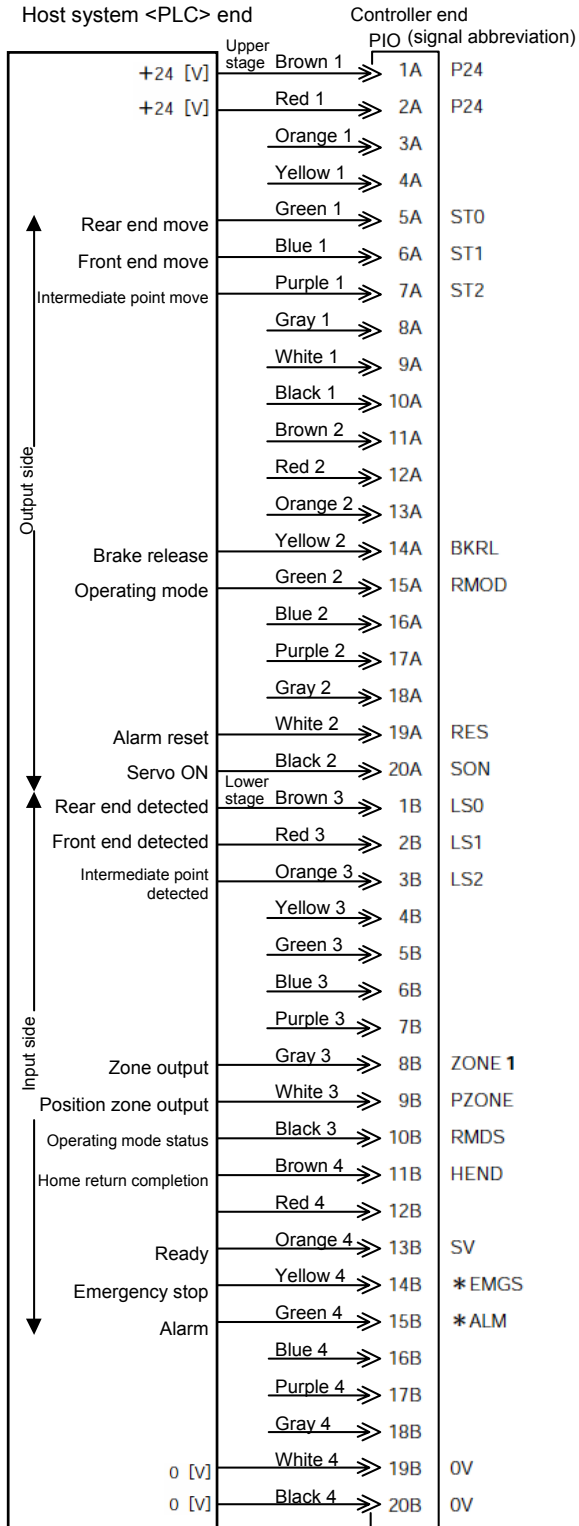 Host system <PLC> end
Controller end
PIO (signal abbreviation)
Upper stage
+24 [V] Brown 1 1A P24
+24 [V] Red 1 2A P24
Orange 1 3A
Yellow 1 4A
Rear end move Green 1 5A ST0
Front end move Blue 1 6A ST1
Intermediate point move Purple 1 7A ST2
Gray 1 8A
White 1 9A
Black 1 10A
Brown 2 11A
Red 2 12A
Orange 2 13A
Output side
Brake release Yellow 2 14A BKRL
Operating mode Green 2 15A RMOD
Blue 2 16A
Purple 2 17A
Gray 2 18A
Alarm reset White 2 19A RES
Servo ON Black 2 20A SON
Lower stage
Rear end detected Brown 3 1B LS0
Front end detected Red 3 2B LS1
Intermediate point detected Orange 3 3B LS2
Yellow 3 4B
Green 3 5B
Blue 3 6B
Purple 3 7B
Input side
Zone output Gray 3 8B ZONE 1
Position zone output White 3 9B PZONE
Operating mode status Black 3 10B RMDS
Home return completion Brown 4 11B HEND
Red 4 12B
Ready Orange 4 13B SV
Emergency stop Yellow 4 14B *EMGS
Alarm Green 4 15B *ALM
Blue 4 16B
Purple 4 17B
Gray 4 18B
0 [V] White 4 19B 0V
0 [V] Black 4 20B 0V